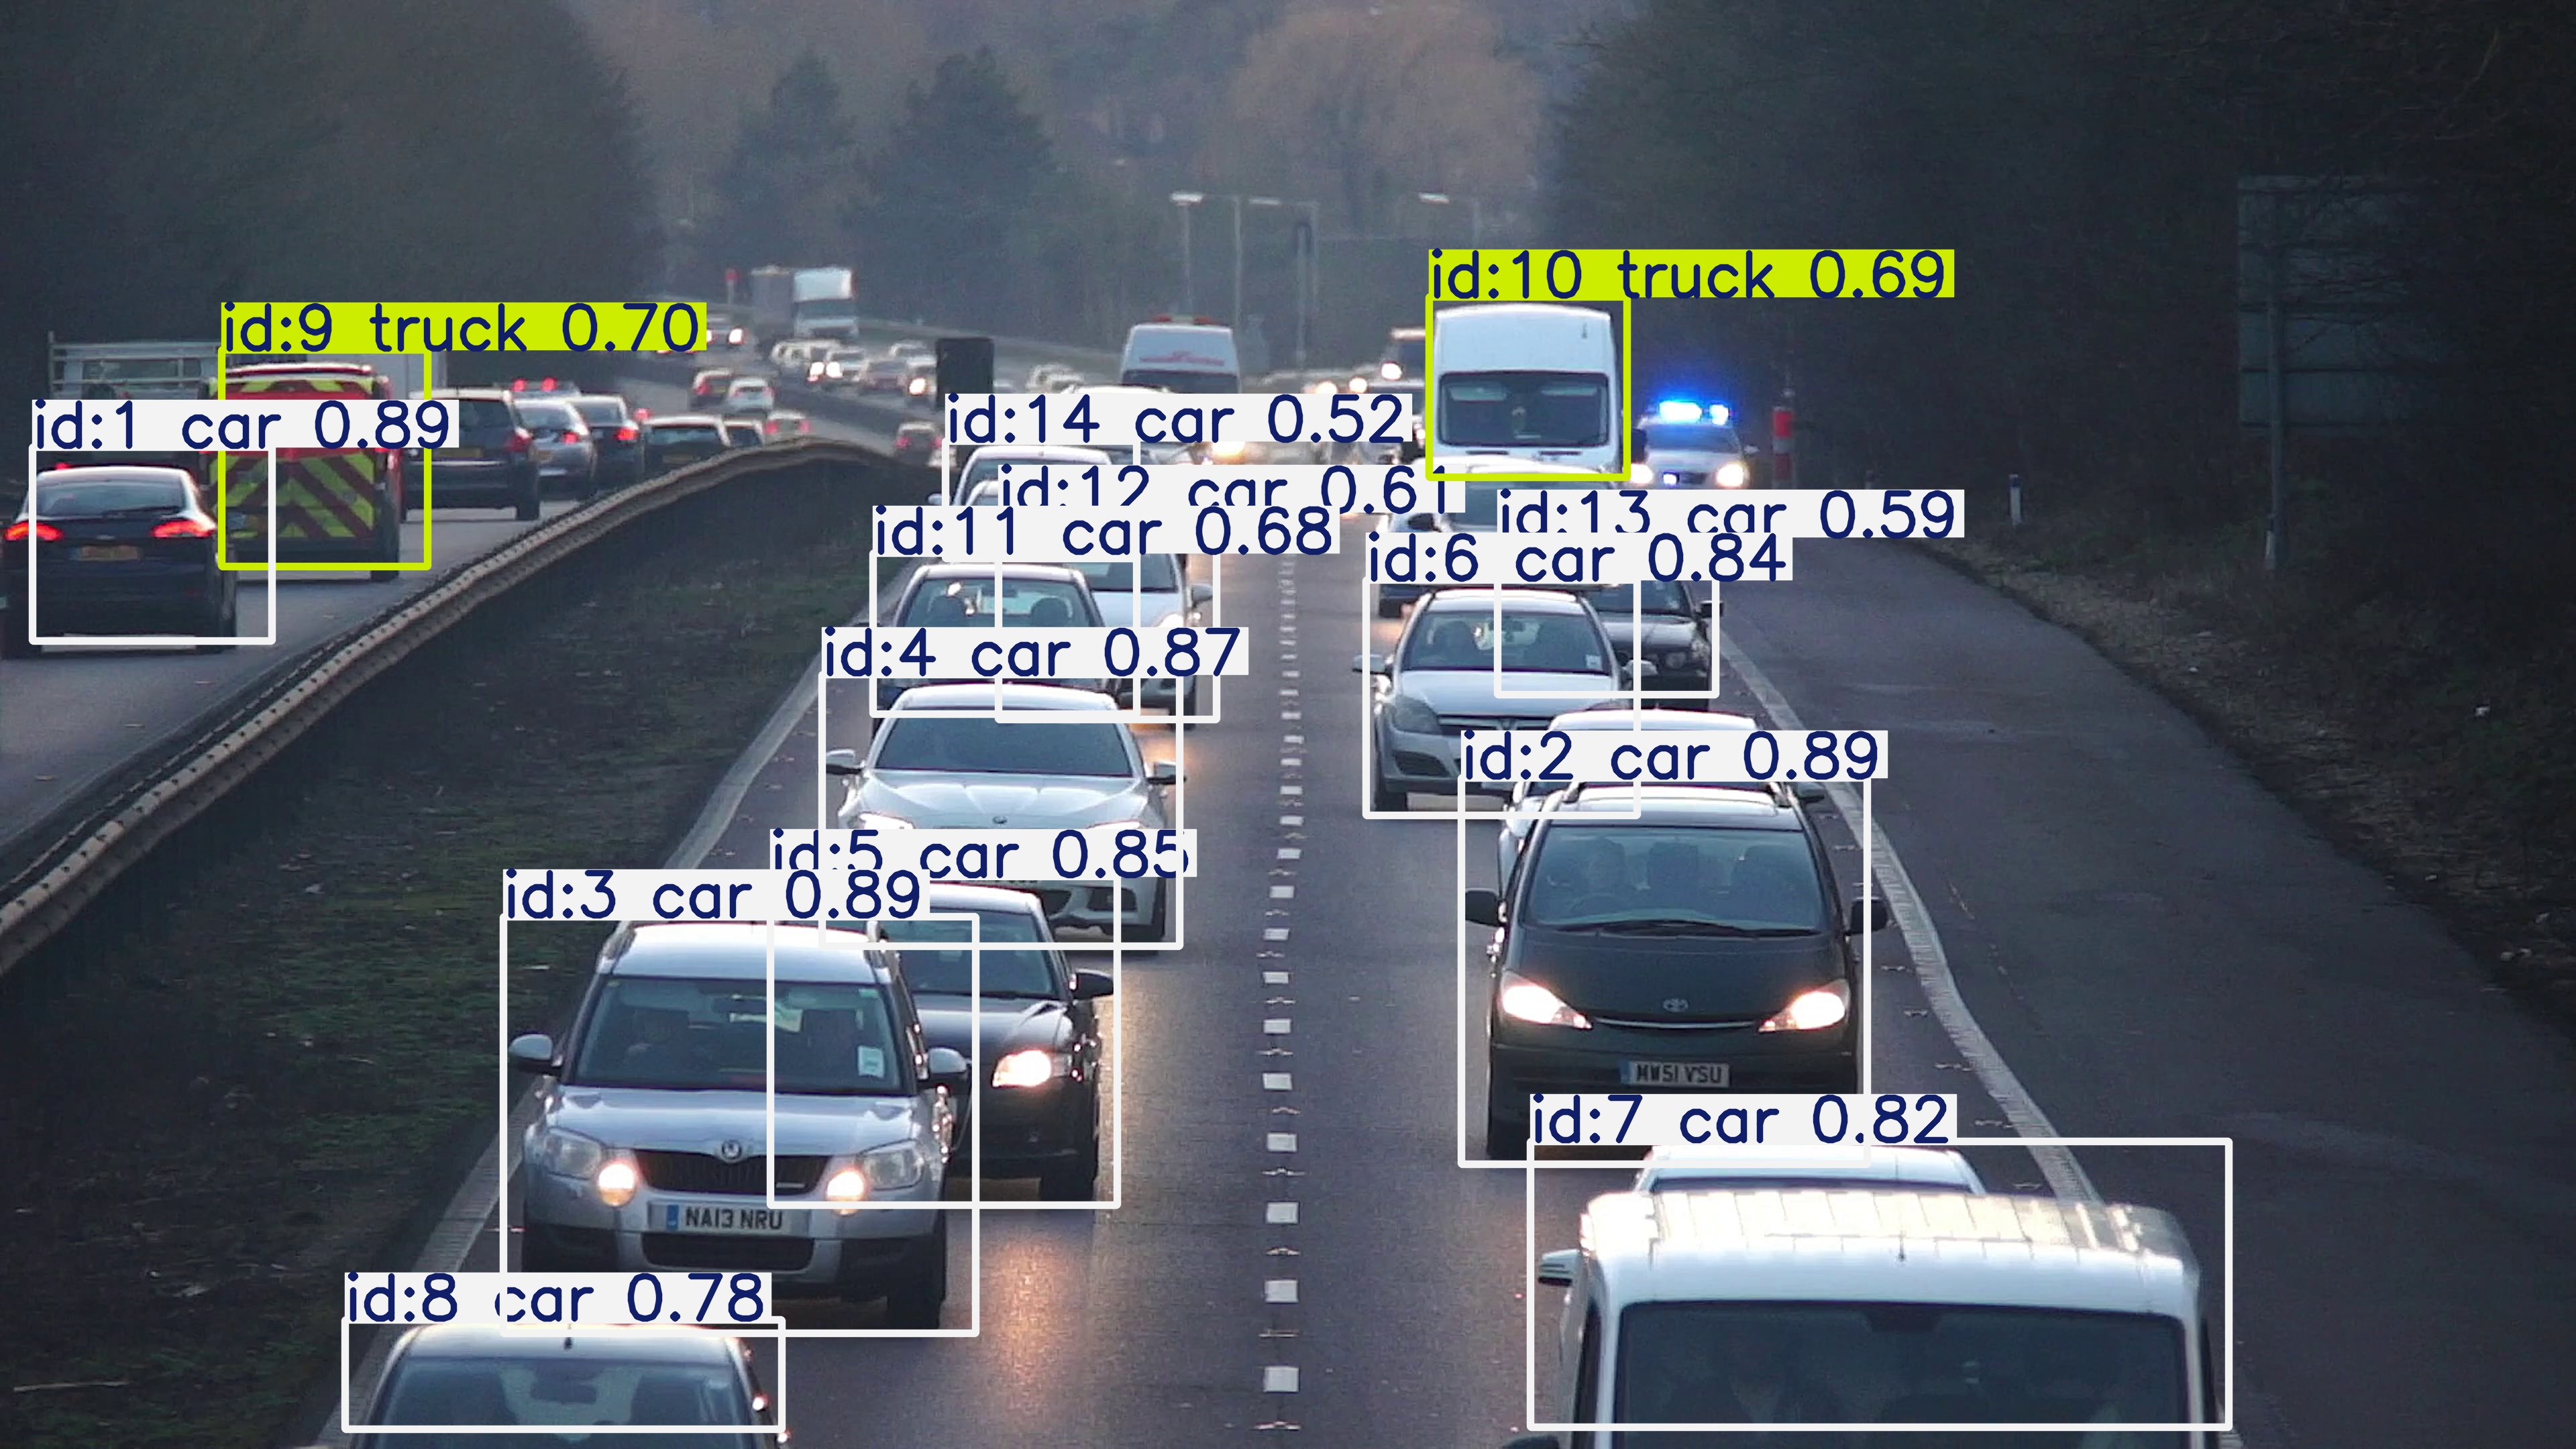 id:10 truck 0.69
id:9 truck 0.70
id:1 car 0.89
id:14 car 0.52
id:12 car 0.61
id:13 car 0.59
id:11 car 0.68
id:6 car 0.84
id:4 car 0.87
id:2 car 0.89
id:5 car 0.85
id:3 car 0.89
MW51 VSU
id:7 car 0.82
NA13 NRU
id:8 car 0.78